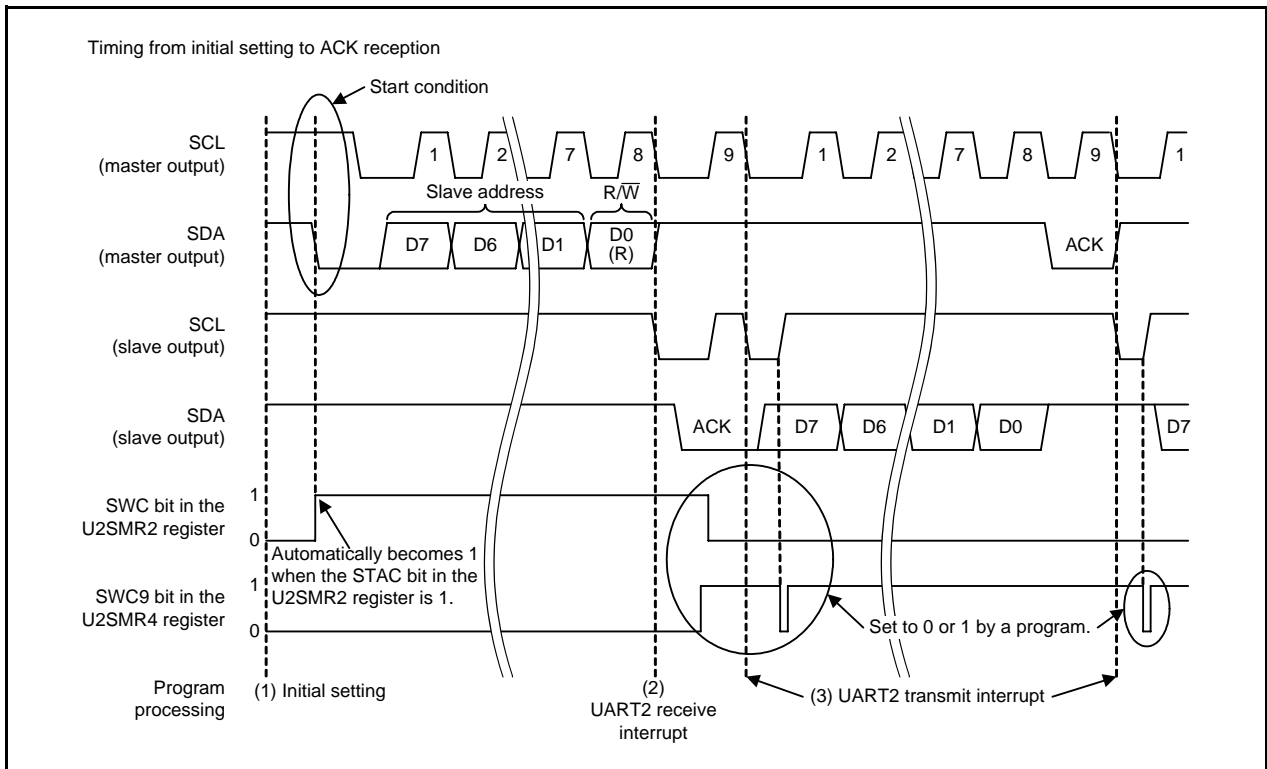 Timing from initial setting to ACK reception
Start condition
SCL
(master output)
1 2 7 8 9 1 2 7 8 9 1
Slave address R/W̅
SDA
(master output)
D7 D6 D1 D0
(R)
ACK
SCL
(slave output)
SDA
(slave output)
ACK D7 D6 D1 D0 D7
SWC bit in the
U2SMR2 register
1
0
Automatically becomes 1
when the STAC bit in the
U2SMR2 register is 1.
SWC9 bit in the
U2SMR4 register
1
0
Set to 0 or 1 by a program.
Program
processing
(1) Initial setting
(2)
UART2 receive
interrupt
(3) UART2 transmit interrupt